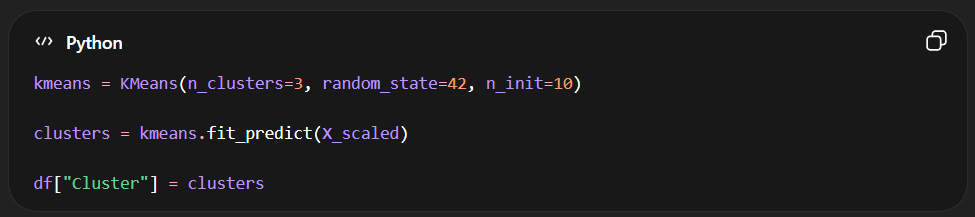 </> Python
kmeans = KMeans(n_clusters=3, random_state=42, n_init=10)
clusters = kmeans.fit_predict(X_scaled)
df["Cluster"] = clusters